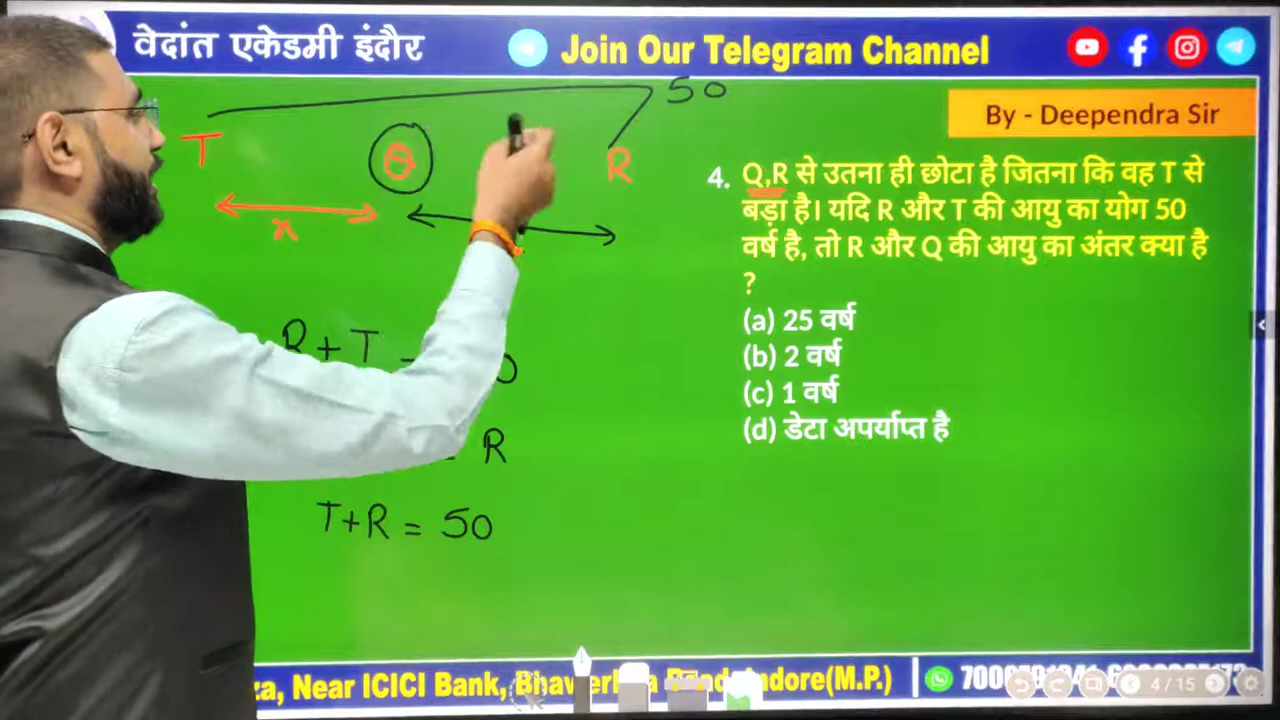 वेदांत एकेडमी इंदौर
Join Our Telegram Channel
By - Deependra Sir
50
T
Q
R
x
4. Q,R से उतना ही छोटा है जितना कि वह T से
बड़ा है। यदि R और T की आयु का योग 50
वर्ष है, तो R और Q की आयु का अंतर क्या है
?
(a) 25 वर्ष
(b) 2 वर्ष
(c) 1 वर्ष
(d) डेटा अपर्याप्त है
R + T
R
T+R = 50
Near ICICI Bank,
(M.P.)
4/15